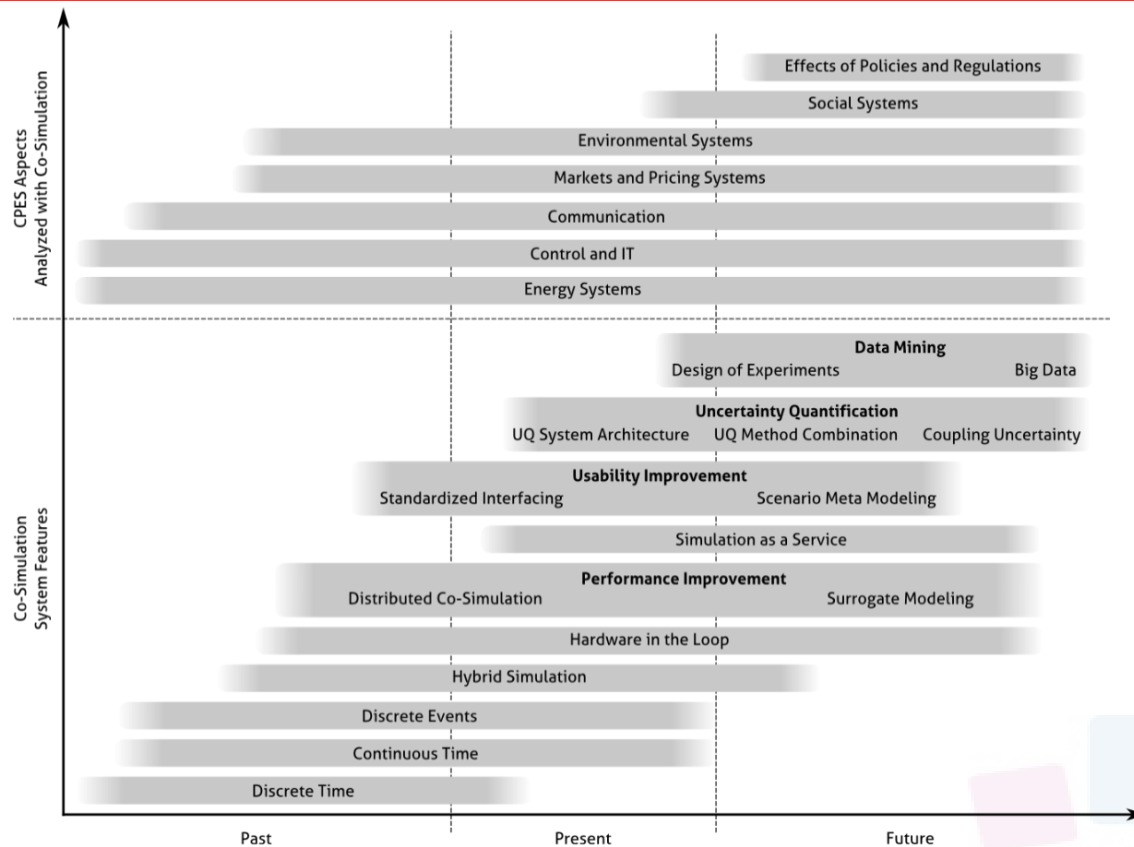 CPES Aspects
Analyzed with Co-Simulation
Effects of Policies and Regulations
Social Systems
Environmental Systems
Markets and Pricing Systems
Communication
Control and IT
Energy Systems
Co-Simulation
System Features
Data Mining
Design of Experiments Big Data
Uncertainty Quantification
UQ System Architecture UQ Method Combination Coupling Uncertainty
Usability Improvement
Standardized Interfacing Scenario Meta Modeling
Simulation as a Service
Performance Improvement
Distributed Co-Simulation Surrogate Modeling
Hardware in the Loop
Hybrid Simulation
Discrete Events
Continuous Time
Discrete Time
Past Present Future